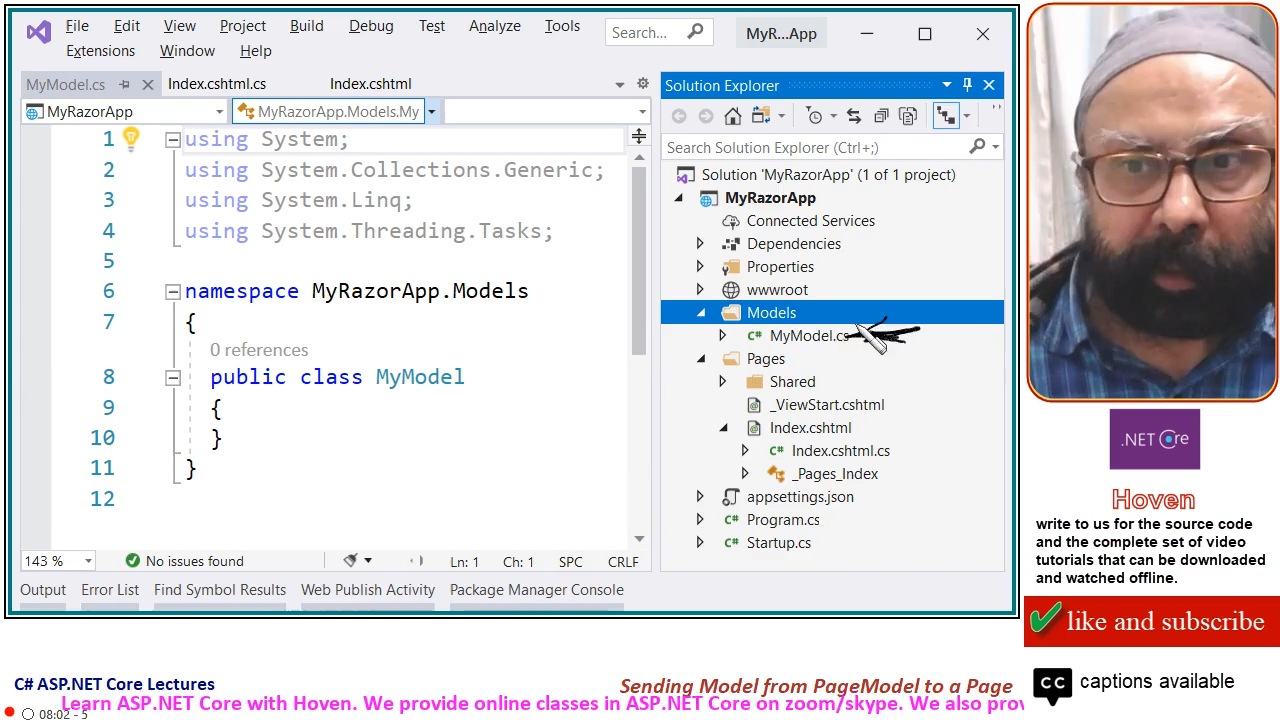 File Edit View Project Build Debug Test Analyze Tools Search... MyR...App
Extensions Window Help
MyModel.cs Index.cshtml.cs Index.cshtml
MyRazorApp MyRazorApp.Models.My
1 using System;
2 using System.Collections.Generic;
3 using System.Linq;
4 using System.Threading.Tasks;
5
6 namespace MyRazorApp.Models
7 {
0 references
8 public class MyModel
9 {
10 }
11 }
12
143 % No issues found Ln: 1 Ch: 1 SPC CRLF
Output Error List Find Symbol Results Web Publish Activity Package Manager Console
Solution Explorer
Search Solution Explorer (Ctrl+;)
Solution 'MyRazorApp' (1 of 1 project)
MyRazorApp
Connected Services
Dependencies
Properties
wwwroot
Models
C# MyModel.cs
Pages
Shared
_ViewStart.cshtml
Index.cshtml
C# Index.cshtml.cs
_Pages_Index
appsettings.json
C# Program.cs
C# Startup.cs
.NET Core
Hoven
write to us for the source code
and the complete set of video
tutorials that can be downloaded
and watched offline.
like and subscribe
CC captions available
C# ASP.NET Core Lectures
Sending Model from PageModel to a Page
Learn ASP.NET Core with Hoven. We provide online classes in ASP.NET Core on zoom/skype. We also pro
08:02 - 5